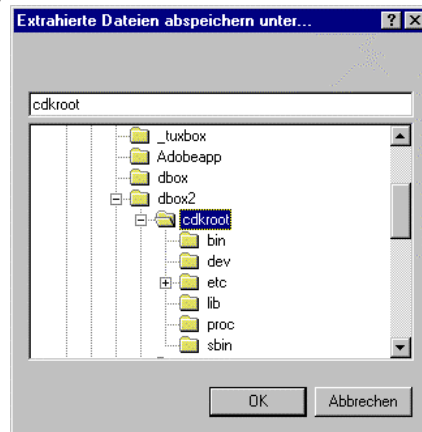 Extrahierte Dateien abspeichern unter...
cdkroot
_tuxbox
Adobeapp
dbox
dbox2
cdkroot
bin
dev
etc
lib
proc
sbin
OK
Abbrechen